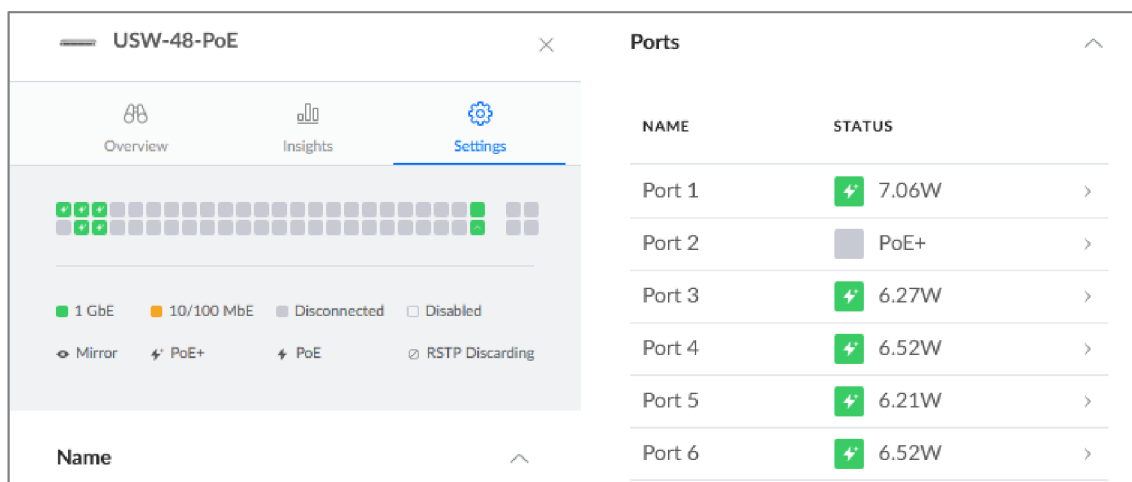 USW-48-PoE
Overview
Insights
Settings
1 GbE
10/100 MbE
Disconnected
Disabled
Mirror
PoE+
PoE
RSTP Discarding
Name
Ports
NAME STATUS
Port 1 7.06W
Port 2 PoE+
Port 3 6.27W
Port 4 6.52W
Port 5 6.21W
Port 6 6.52W